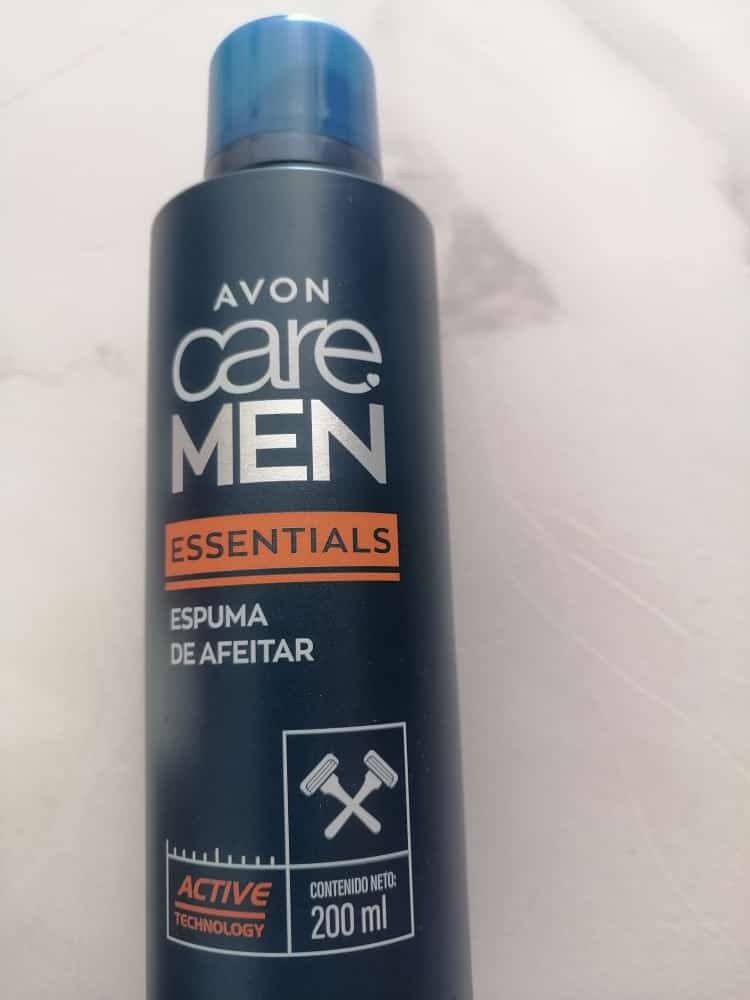 AVON
care
MEN
ESSENTIALS
ESPUMA
DE AFEITAR
ACTIVE
TECHNOLOGY
CONTENIDO NETO:
200 ml